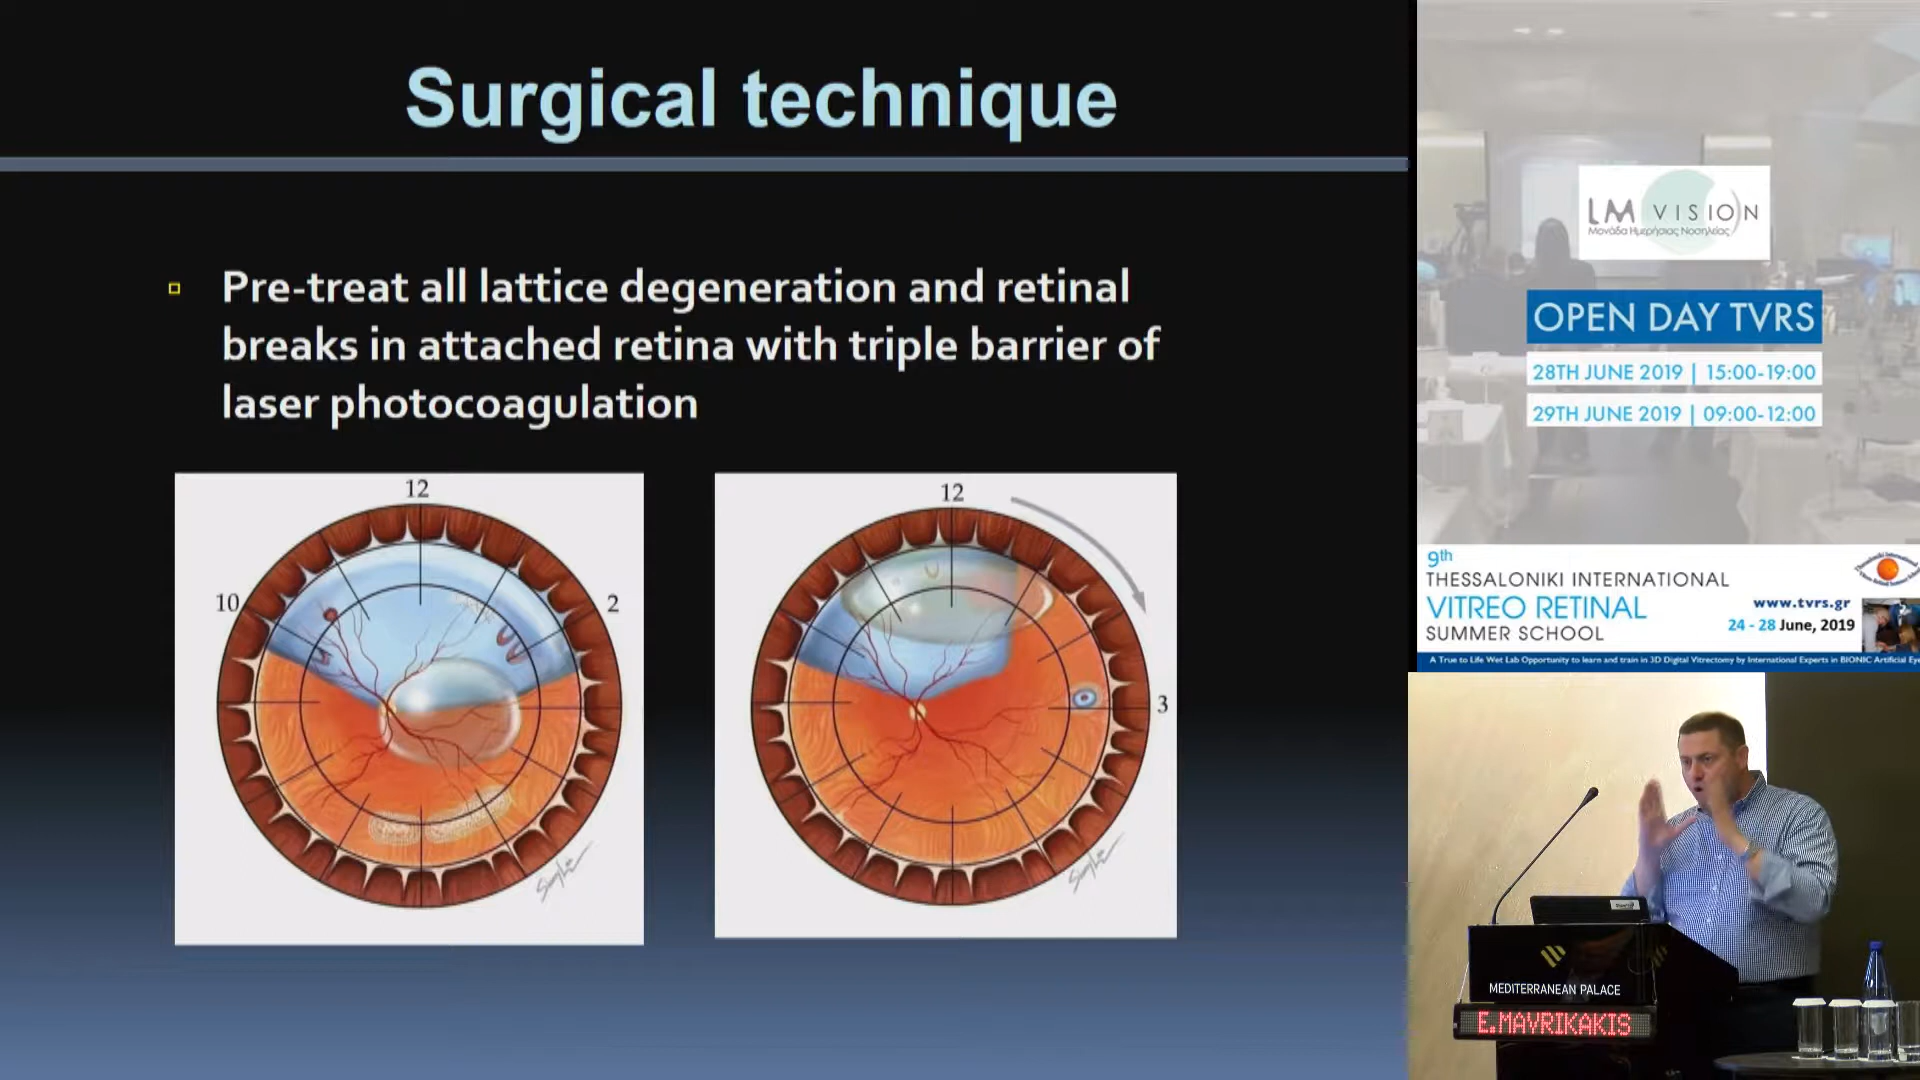 Surgical technique
Pre-treat all lattice degeneration and retinal
breaks in attached retina with triple barrier of
laser photocoagulation
12
10
2
12
3
LM VISION
Μονάδα Ημερήσιας Νοσηλείας
OPEN DAY TVRS
28TH JUNE 2019 | 15:00-19:00
29TH JUNE 2019 | 09:00-12:00
9th
THESSALONIKI INTERNATIONAL
VITREO RETINAL
SUMMER SCHOOL
www.tvrs.gr
24 - 28 June, 2019
A True to Life Wet Lab Opportunity to learn and train in 3D Digital Vitrectomy by International Experts in BIONIC Artificial Eye
MEDITERRANEAN PALACE
E.MAVRIKAKIS